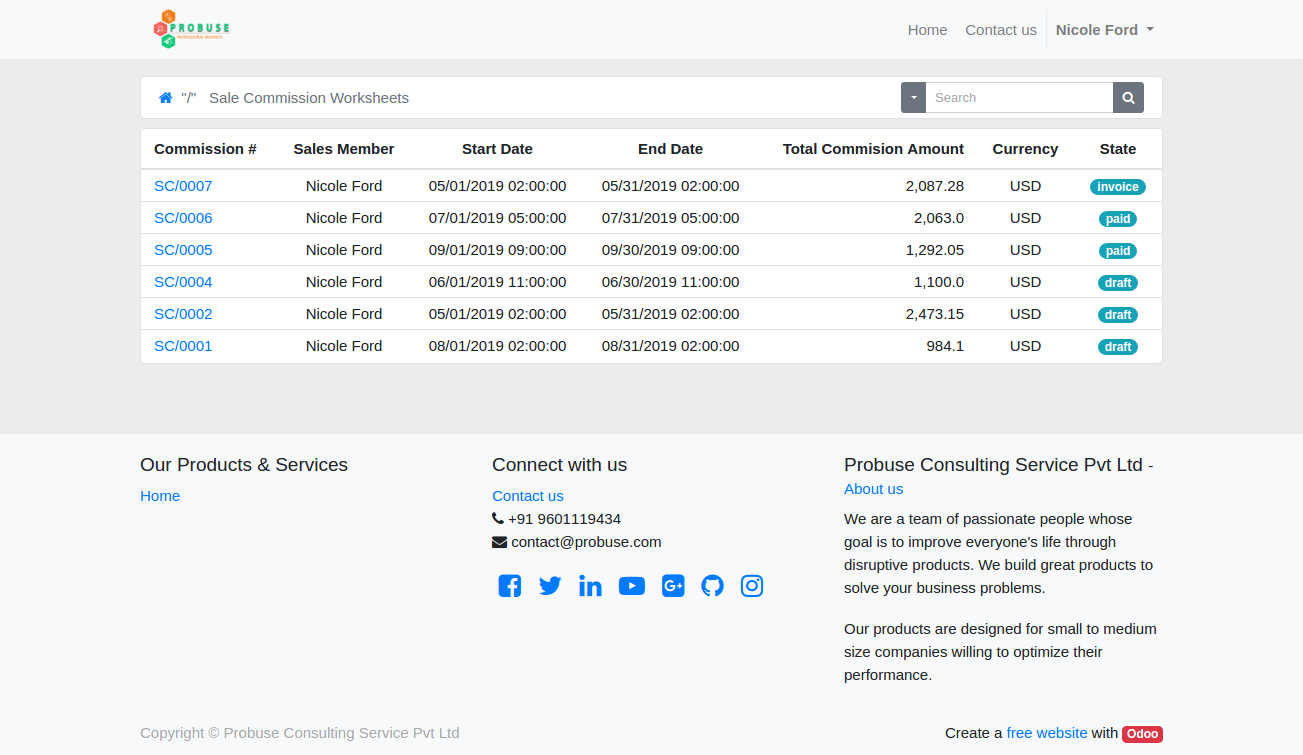 PROBUSE
PROFESSIONAL BUSINESS
Home Contact us Nicole Ford
"/" Sale Commission Worksheets Search
Commission # Sales Member Start Date End Date Total Commision Amount Currency State
SC/0007 Nicole Ford 05/01/2019 02:00:00 05/31/2019 02:00:00 2,087.28 USD invoice
SC/0006 Nicole Ford 07/01/2019 05:00:00 07/31/2019 05:00:00 2,063.0 USD paid
SC/0005 Nicole Ford 09/01/2019 09:00:00 09/30/2019 09:00:00 1,292.05 USD paid
SC/0004 Nicole Ford 06/01/2019 11:00:00 06/30/2019 11:00:00 1,100.0 USD draft
SC/0002 Nicole Ford 05/01/2019 02:00:00 05/31/2019 02:00:00 2,473.15 USD draft
SC/0001 Nicole Ford 08/01/2019 02:00:00 08/31/2019 02:00:00 984.1 USD draft
Our Products & Services
Home
Connect with us
Contact us
+91 9601119434
contact@probuse.com
Probuse Consulting Service Pvt Ltd -
About us
We are a team of passionate people whose
goal is to improve everyone's life through
disruptive products. We build great products to
solve your business problems.
Our products are designed for small to medium
size companies willing to optimize their
performance.
Copyright © Probuse Consulting Service Pvt Ltd
Create a free website with Odoo